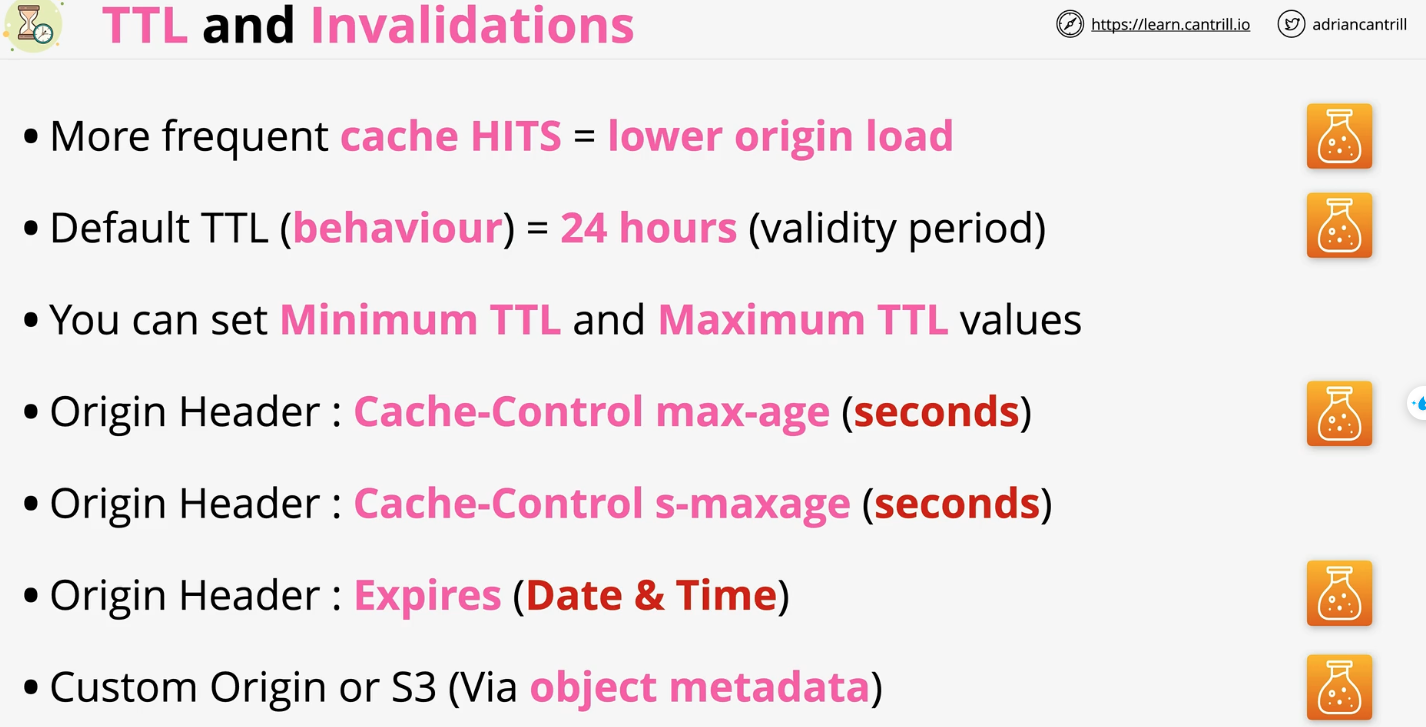 TTL and Invalidations
https://learn.cantrill.io
adriancantrill
• More frequent cache HITS = lower origin load
• Default TTL (behaviour) = 24 hours (validity period)
• You can set Minimum TTL and Maximum TTL values
• Origin Header : Cache-Control max-age (seconds)
• Origin Header : Cache-Control s-maxage (seconds)
• Origin Header : Expires (Date & Time)
• Custom Origin or S3 (Via object metadata)